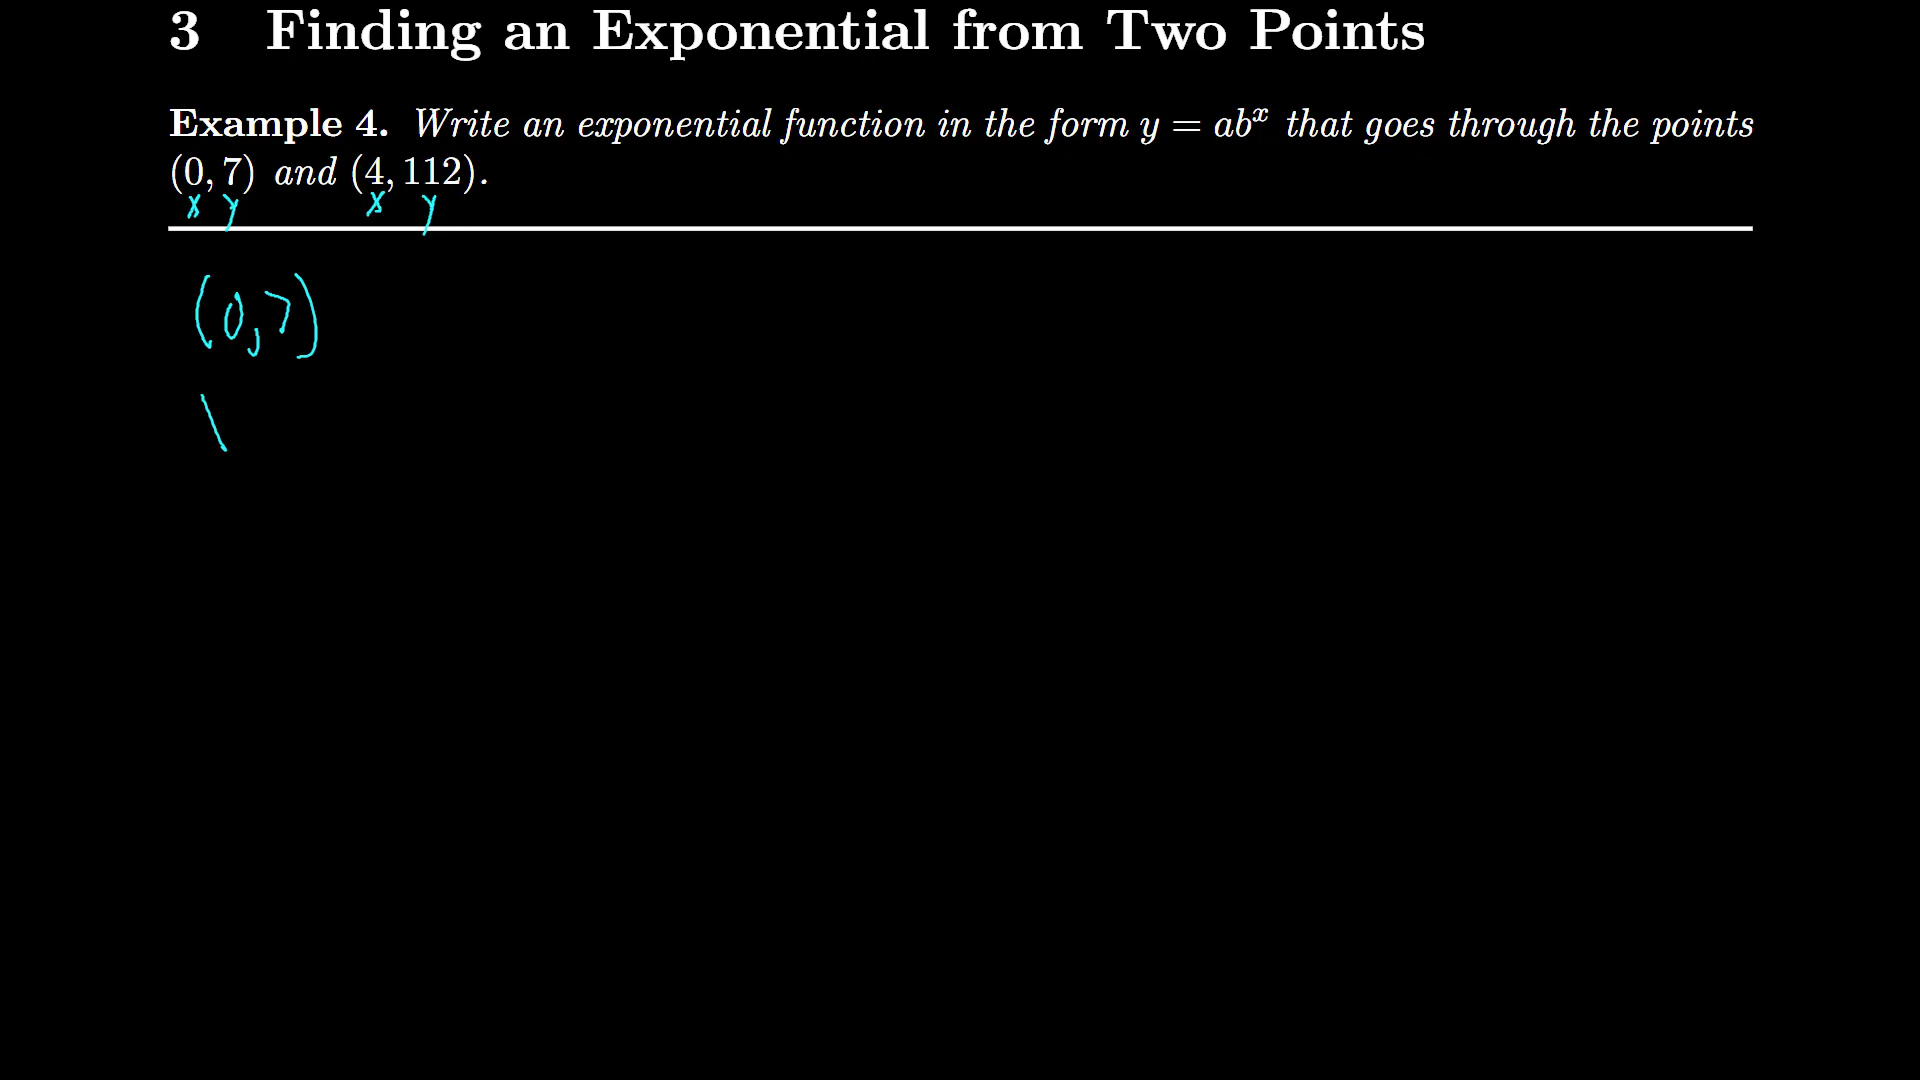 3 Finding an Exponential from Two Points
Example 4. Write an exponential function in the form y = abˣ that goes through the points
(0, 7) and (4, 112).
x y x y
(0,7)
\